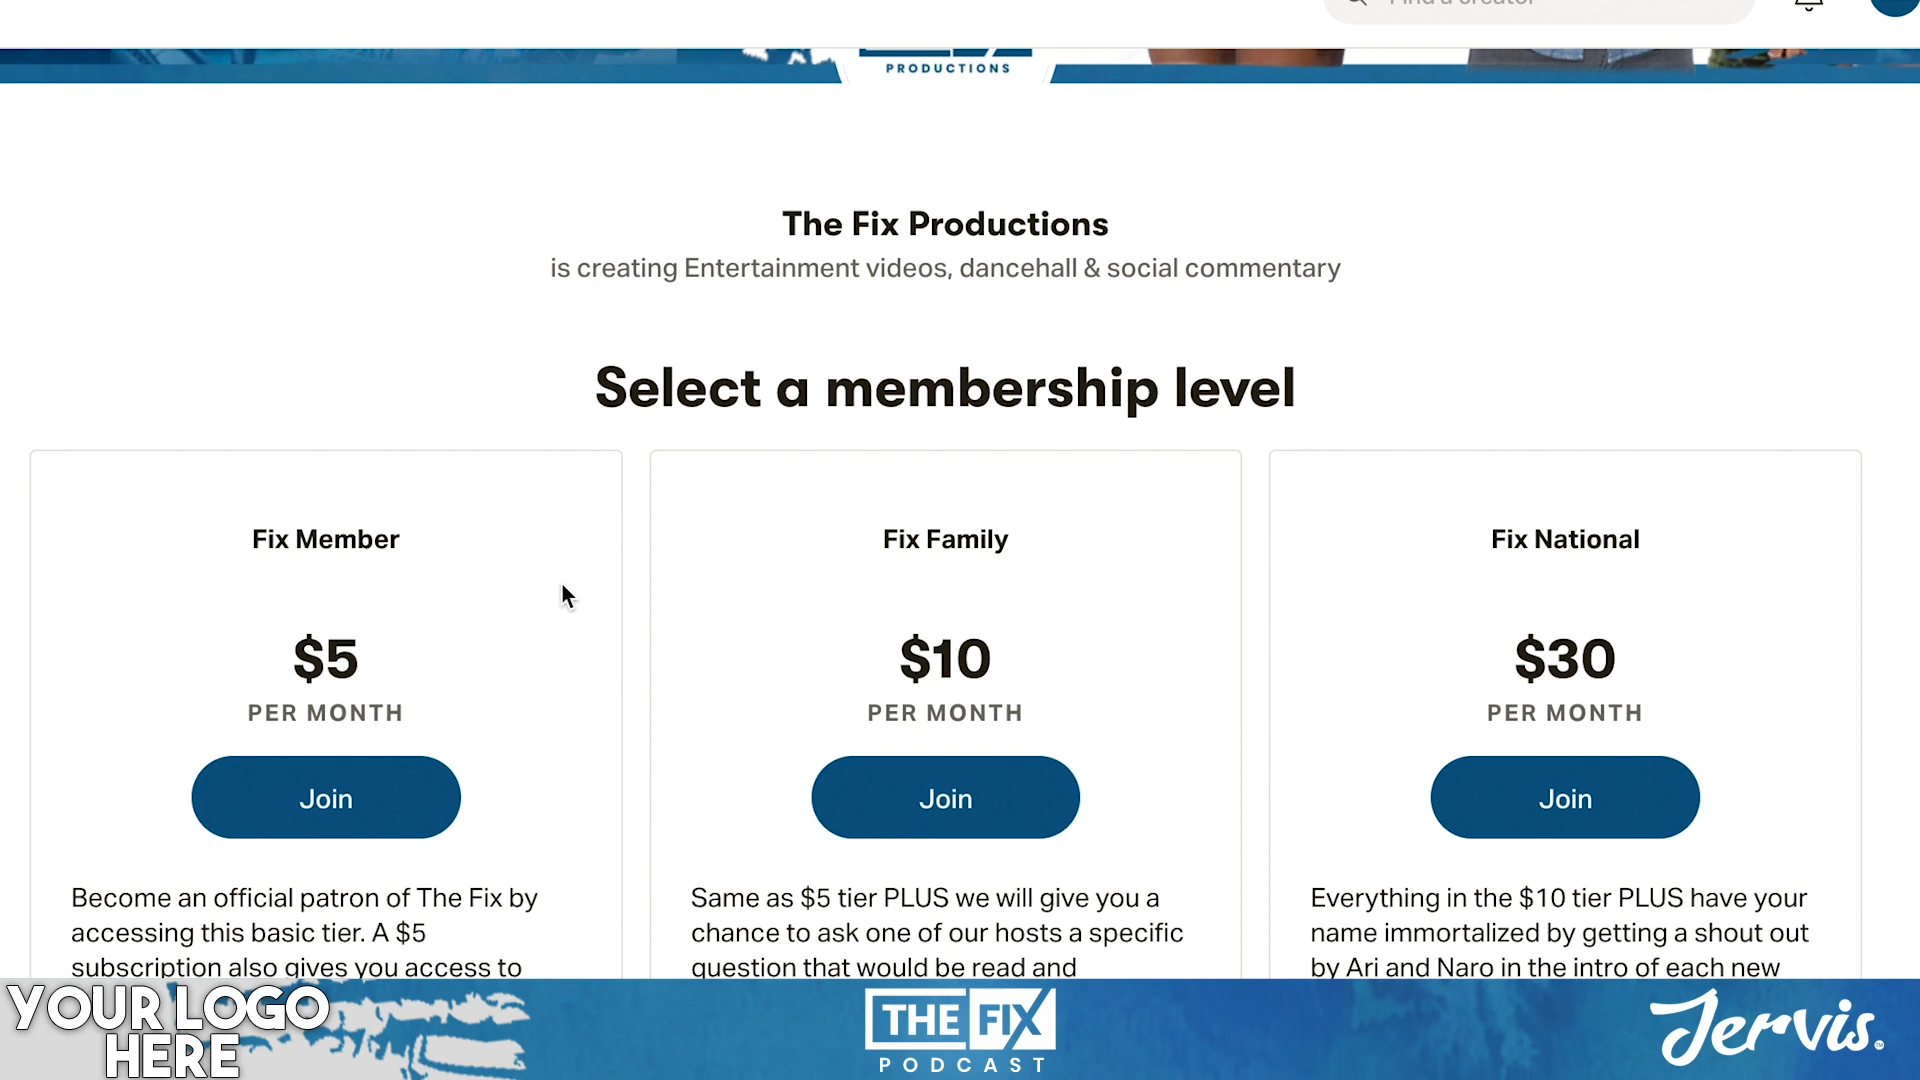 Find a creator
PRODUCTIONS
The Fix Productions
is creating Entertainment videos, dancehall & social commentary
Select a membership level
Fix Member
$5
PER MONTH
Join
Become an official patron of The Fix by
accessing this basic tier. A $5
subscription also gives you access to
Fix Family
$10
PER MONTH
Join
Same as $5 tier PLUS we will give you a
chance to ask one of our hosts a specific
question that would be read and
Fix National
$30
PER MONTH
Join
Everything in the $10 tier PLUS have your
name immortalized by getting a shout out
by Ari and Naro in the intro of each new
YOUR LOGO
HERE
THE FIX
PODCAST
Jervis.